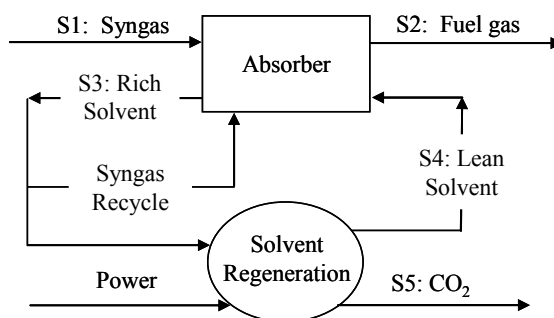 S1: Syngas
S2: Fuel gas
Absorber
S3: Rich
Solvent
S4: Lean
Solvent
Syngas
Recycle
Solvent
Regeneration
Power
S5: CO₂